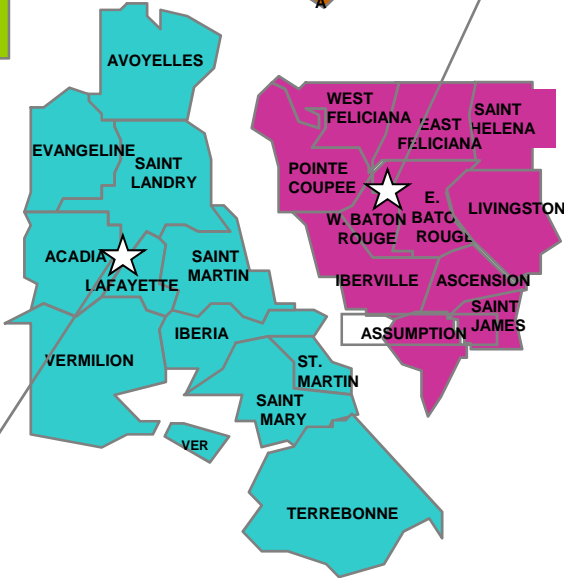 A
AVOYELLES
EVANGELINE
SAINT
LANDRY
ACADIA
LAFAYETTE
SAINT
MARTIN
IBERIA
VERMILION
ST.
MARTIN
SAINT
MARY
VER
TERREBONNE
WEST
FELICIANA
EAST
FELICIANA
SAINT
HELENA
POINTE
COUPEE
W. BATON
ROUGE
E.
BATO
ROUGE
LIVINGSTON
IBERVILLE
ASCENSION
SAINT
JAMES
ASSUMPTION